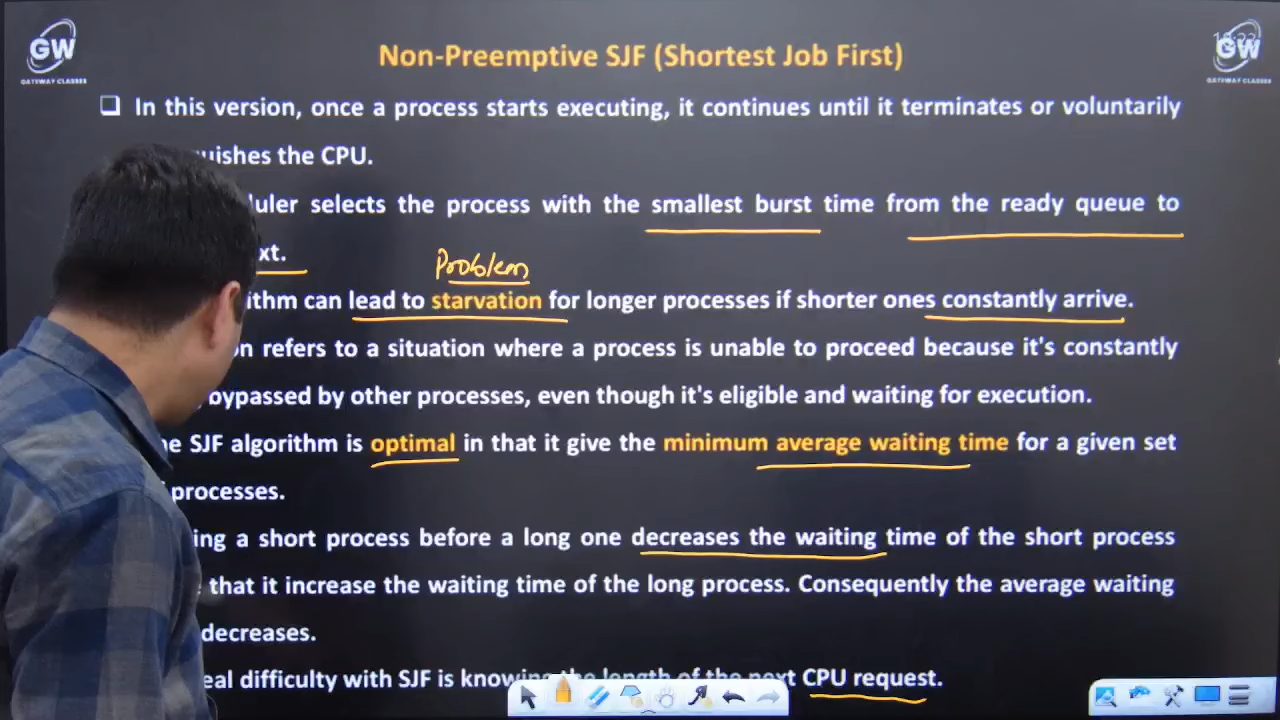 GW
GATEWAY CLASSES
GW
GATEWAY CLASSES
Non-Preemptive SJF (Shortest Job First)
In this version, once a process starts executing, it continues until it terminates or voluntarily
uishes the CPU.
uler selects the process with the smallest burst time from the ready queue to
xt.
Problem
ithm can lead to starvation for longer processes if shorter ones constantly arrive.
on refers to a situation where a process is unable to proceed because it's constantly
bypassed by other processes, even though it's eligible and waiting for execution.
e SJF algorithm is optimal in that it give the minimum average waiting time for a given set
processes.
ing a short process before a long one decreases the waiting time of the short process
that it increase the waiting time of the long process. Consequently the average waiting
decreases.
eal difficulty with SJF is knowing the length of the next CPU request.